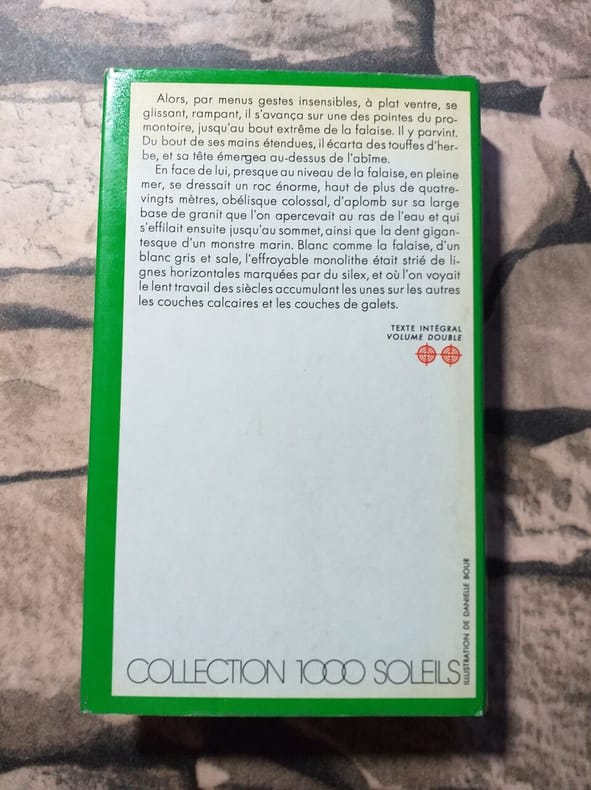 Alors, par menus gestes insensibles, à plat ventre, se
glissant, rampant, il s'avança sur une des pointes du pro-
montoire, jusqu'au bout extrême de la falaise. Il y parvint.
Du bout de ses mains étendues, il écarta des touffes d'her-
be, et sa tête émergea au-dessus de l'abîme.
En face de lui, presque au niveau de la falaise, en pleine
mer, se dressait un roc énorme, haut de plus de quatre-
vingts mètres, obélisque colossal, d'aplomb sur sa large
base de granit que l'on apercevait au ras de l'eau et qui
s'effilait ensuite jusqu'au sommet, ainsi que la dent gigan-
tesque d'un monstre marin. Blanc comme la falaise, d'un
blanc gris et sale, l'effroyable monolithe était strié de li-
gnes horizontales marquées par du silex, et où l'on voyait
le lent travail des siècles accumulant les unes sur les autres
les couches calcaires et les couches de galets.
TEXTE INTÉGRAL
VOLUME DOUBLE
ILLUSTRATION DE DANIELLE BOUR
COLLECTION 1000 SOLEILS